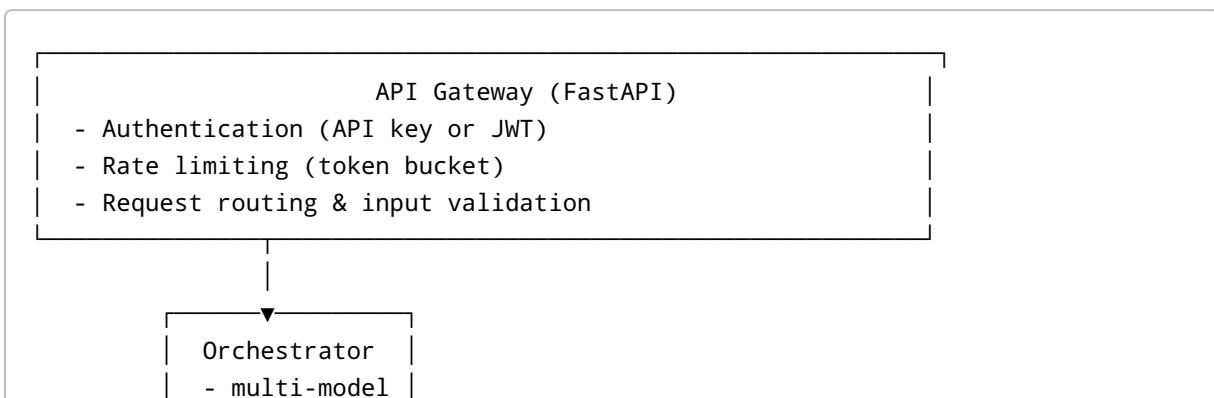 API Gateway (FastAPI)
- Authentication (API key or JWT)
- Rate limiting (token bucket)
- Request routing & input validation
Orchestrator
- multi-model